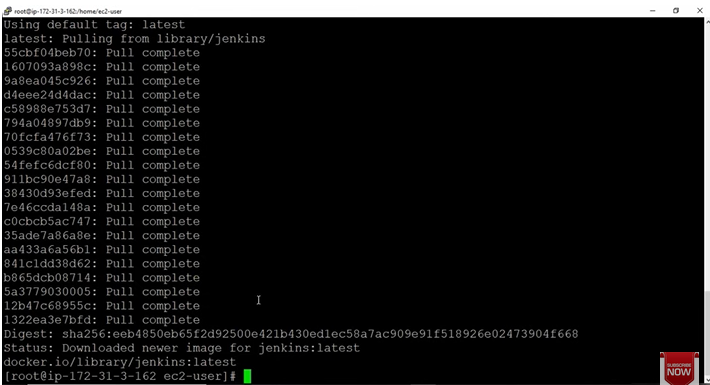 root@ip-172-31-3-162:/home/ec2-user
Using default tag: latest
latest: Pulling from library/jenkins
55cbf04beb70: Pull complete
1607093a898c: Pull complete
9a8ea045c926: Pull complete
d4eee24d4dac: Pull complete
c58988e753d7: Pull complete
794a04897db9: Pull complete
70fcfa476f73: Pull complete
0539c80a02be: Pull complete
54fefc6dcf80: Pull complete
911bc90e47a8: Pull complete
38430d93efed: Pull complete
7e46ccda148a: Pull complete
c0cbcb5ac747: Pull complete
35ade7a86a8e: Pull complete
aa433a6a56b1: Pull complete
841c1dd38d62: Pull complete
b865dcb08714: Pull complete
5a3779030005: Pull complete
12b47c68955c: Pull complete
1322ea3e7bfd: Pull complete
Digest: sha256:eeb4850eb65f2d92500e421b430ed1ec58a7ac909e91f518926e02473904f668
Status: Downloaded newer image for jenkins:latest
docker.io/library/jenkins:latest
[root@ip-172-31-3-162 ec2-user]#
SUBSCRIBE
NOW